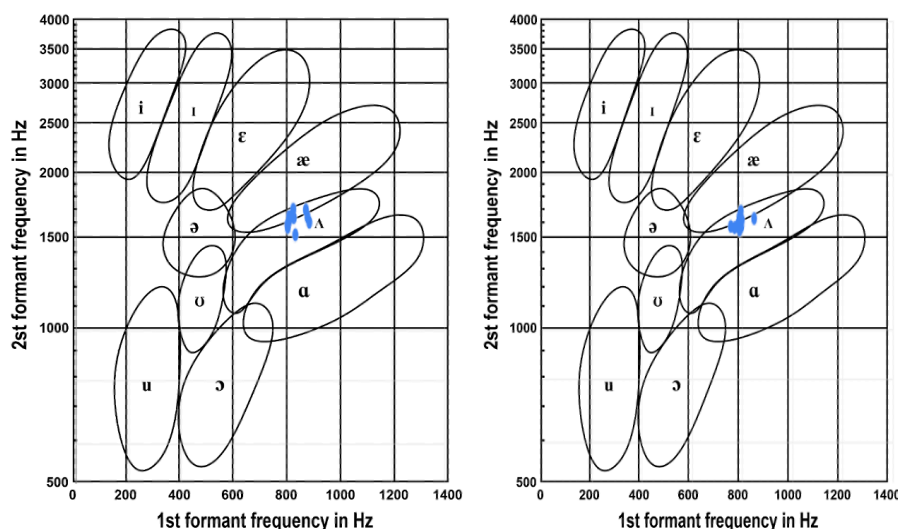 4000
3500
3000
2500
2000
1500
1000
500
0
200
400
600
800
1000
1200
1400
2st formant frequency in Hz
1st formant frequency in Hz
i
ɪ
ɛ
æ
ə
ʌ
ʊ
ɑ
u
ɔ
4000
3500
3000
2500
2000
1500
1000
500
0
200
400
600
800
1000
1200
1400
2st formant frequency in Hz
1st formant frequency in Hz
i
ɪ
ɛ
æ
ə
ʌ
ʊ
ɑ
u
ɔ